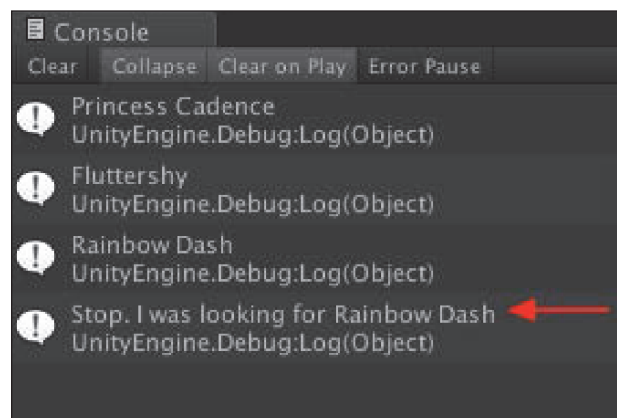 Console
Clear Collapse Clear on Play Error Pause
Princess Cadence
UnityEngine.Debug:Log(Object)
Fluttershy
UnityEngine.Debug:Log(Object)
Rainbow Dash
UnityEngine.Debug:Log(Object)
Stop. I was looking for Rainbow Dash
UnityEngine.Debug:Log(Object)